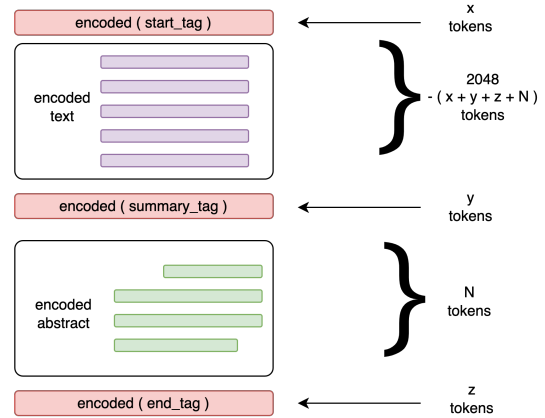 encoded ( start_tag )
x
tokens
encoded
text
2048
- ( x + y + z + N )
tokens
encoded ( summary_tag )
y
tokens
encoded
abstract
N
tokens
encoded ( end_tag )
z
tokens